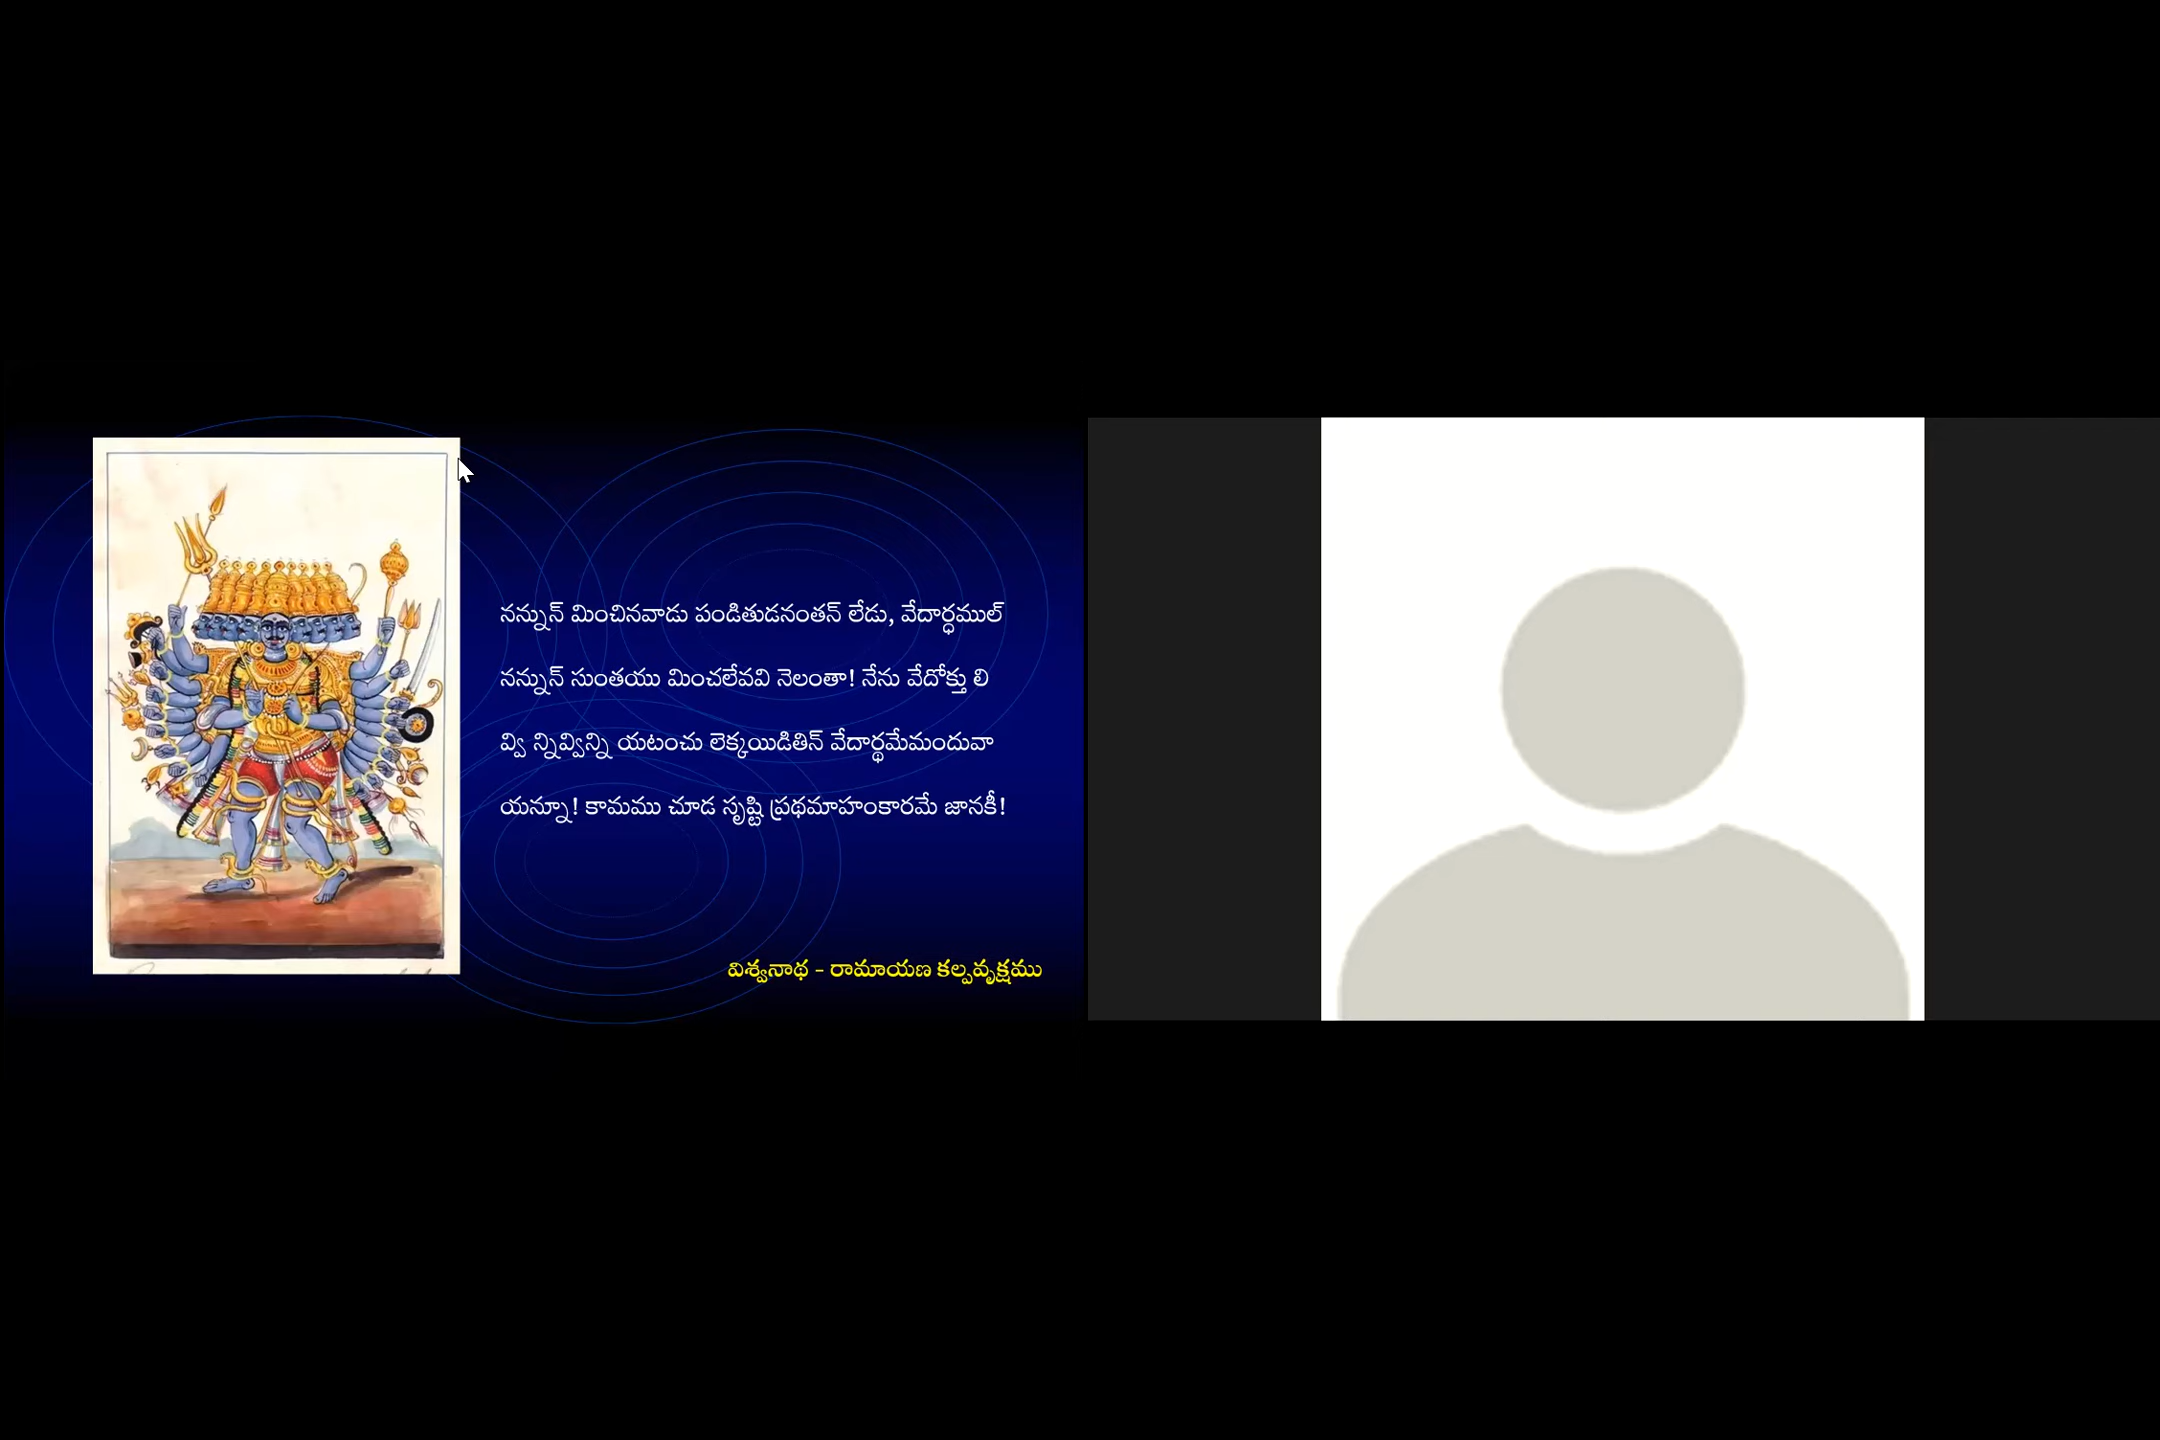 నన్నున్ మించినవాడు పండితుడనంతన్ లేడు, వేదార్ధముల్
నన్నున్ సుంతయు మించలేవవి నెలంతా! నేను వేదోక్తు లి
వ్వి న్నివ్విన్ని యటంచు లెక్కయిడితిన్ వేదార్థమేమందువా
యన్నూ! కామము చూడ సృష్టి ప్రథమాహంకారమే జానకీ!
విశ్వనాథ - రామాయణ కల్పవృక్షము